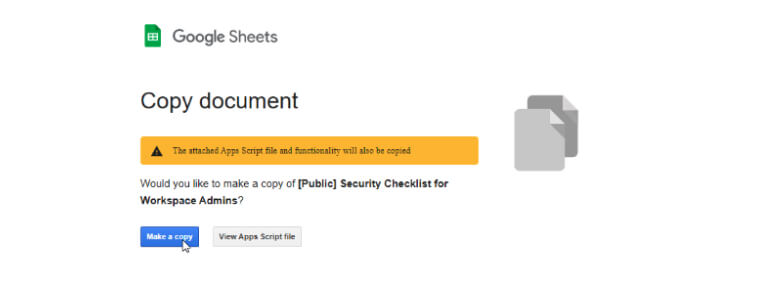 Google Sheets
Copy document
The attached Apps Script file and functionality will also be copied
Would you like to make a copy of [Public] Security Checklist for
Workspace Admins?
Make a copy View Apps Script file